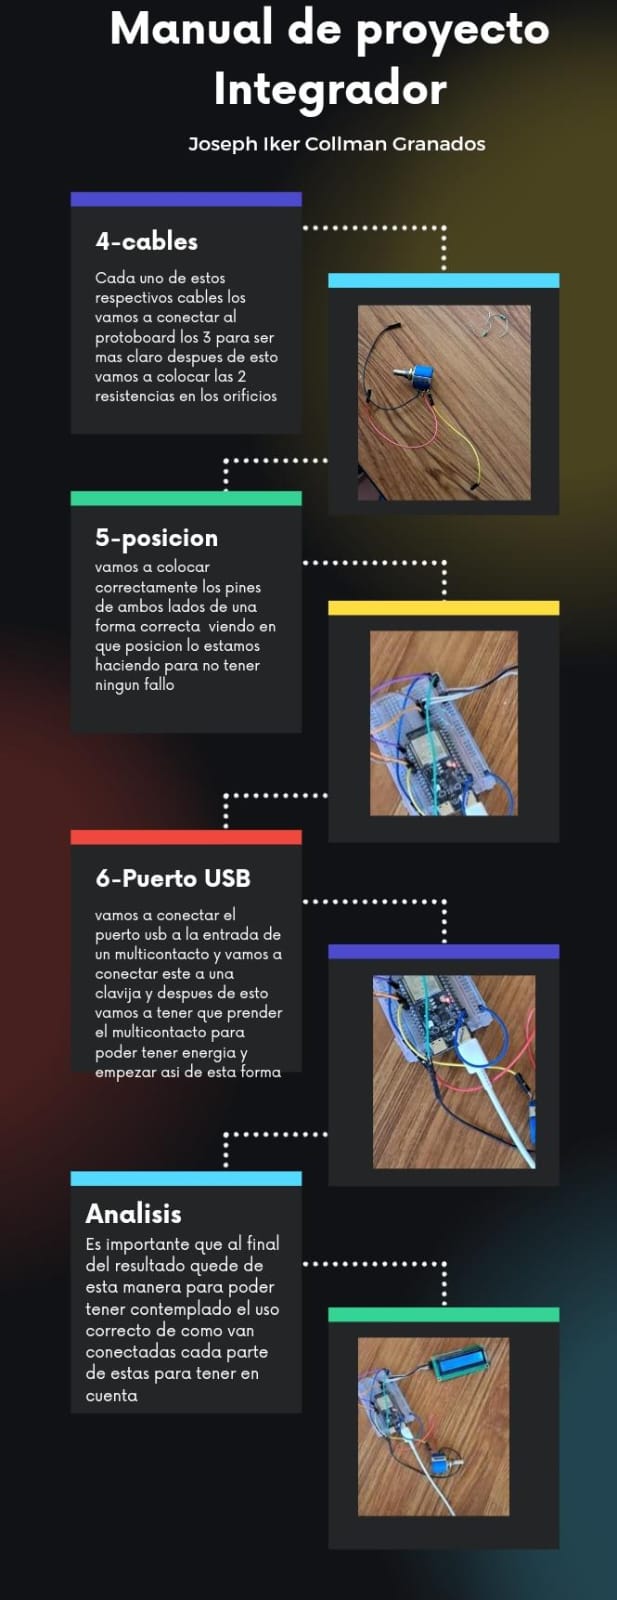 Manual de proyecto
Integrador
Joseph Iker Collman Granados
4-cables
Cada uno de estos
respectivos cables los
vamos a conectar al
protoboard los 3 para ser
mas claro despues de esto
vamos a colocar las 2
resistencias en los orificios
5-posicion
vamos a colocar
correctamente los pines
de ambos lados de una
forma correcta  viendo en
que posicion lo estamos
haciendo para no tener
ningun fallo
6-Puerto USB
vamos a conectar el
puerto usb a la entrada de
un multicontacto y vamos a
conectar este a una
clavija y despues de esto
vamos a tener que prender
el multicontacto para
poder tener energia y
empezar asi de esta forma
Analisis
Es importante que al final
del resultado quede de
esta manera para poder
tener contemplado el uso
correcto de como van
conectadas cada parte
de estas para tener en
cuenta